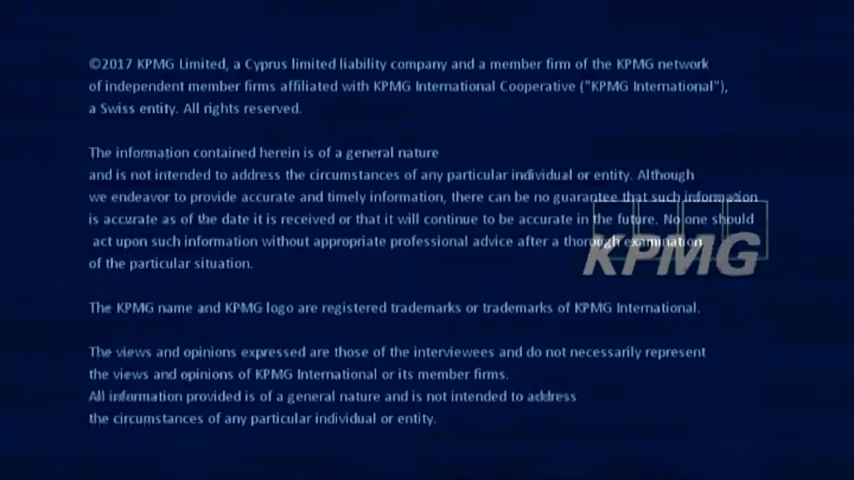 ©2017 KPMG Limited, a Cyprus limited liability company and a member firm of the KPMG network
of independent member firms affiliated with KPMG International Cooperative ("KPMG International"),
a Swiss entity. All rights reserved.
The information contained herein is of a general nature
and is not intended to address the circumstances of any particular individual or entity. Although
we endeavor to provide accurate and timely information, there can be no guarantee that such information
is accurate as of the date it is received or that it will continue to be accurate in the future. No one should
act upon such information without appropriate professional advice after a thorough examination
of the particular situation.
KPMG
The KPMG name and KPMG logo are registered trademarks or trademarks of KPMG International.
The views and opinions expressed are those of the interviewees and do not necessarily represent
the views and opinions of KPMG International or its member firms.
All information provided is of a general nature and is not intended to address
the circumstances of any particular individual or entity.